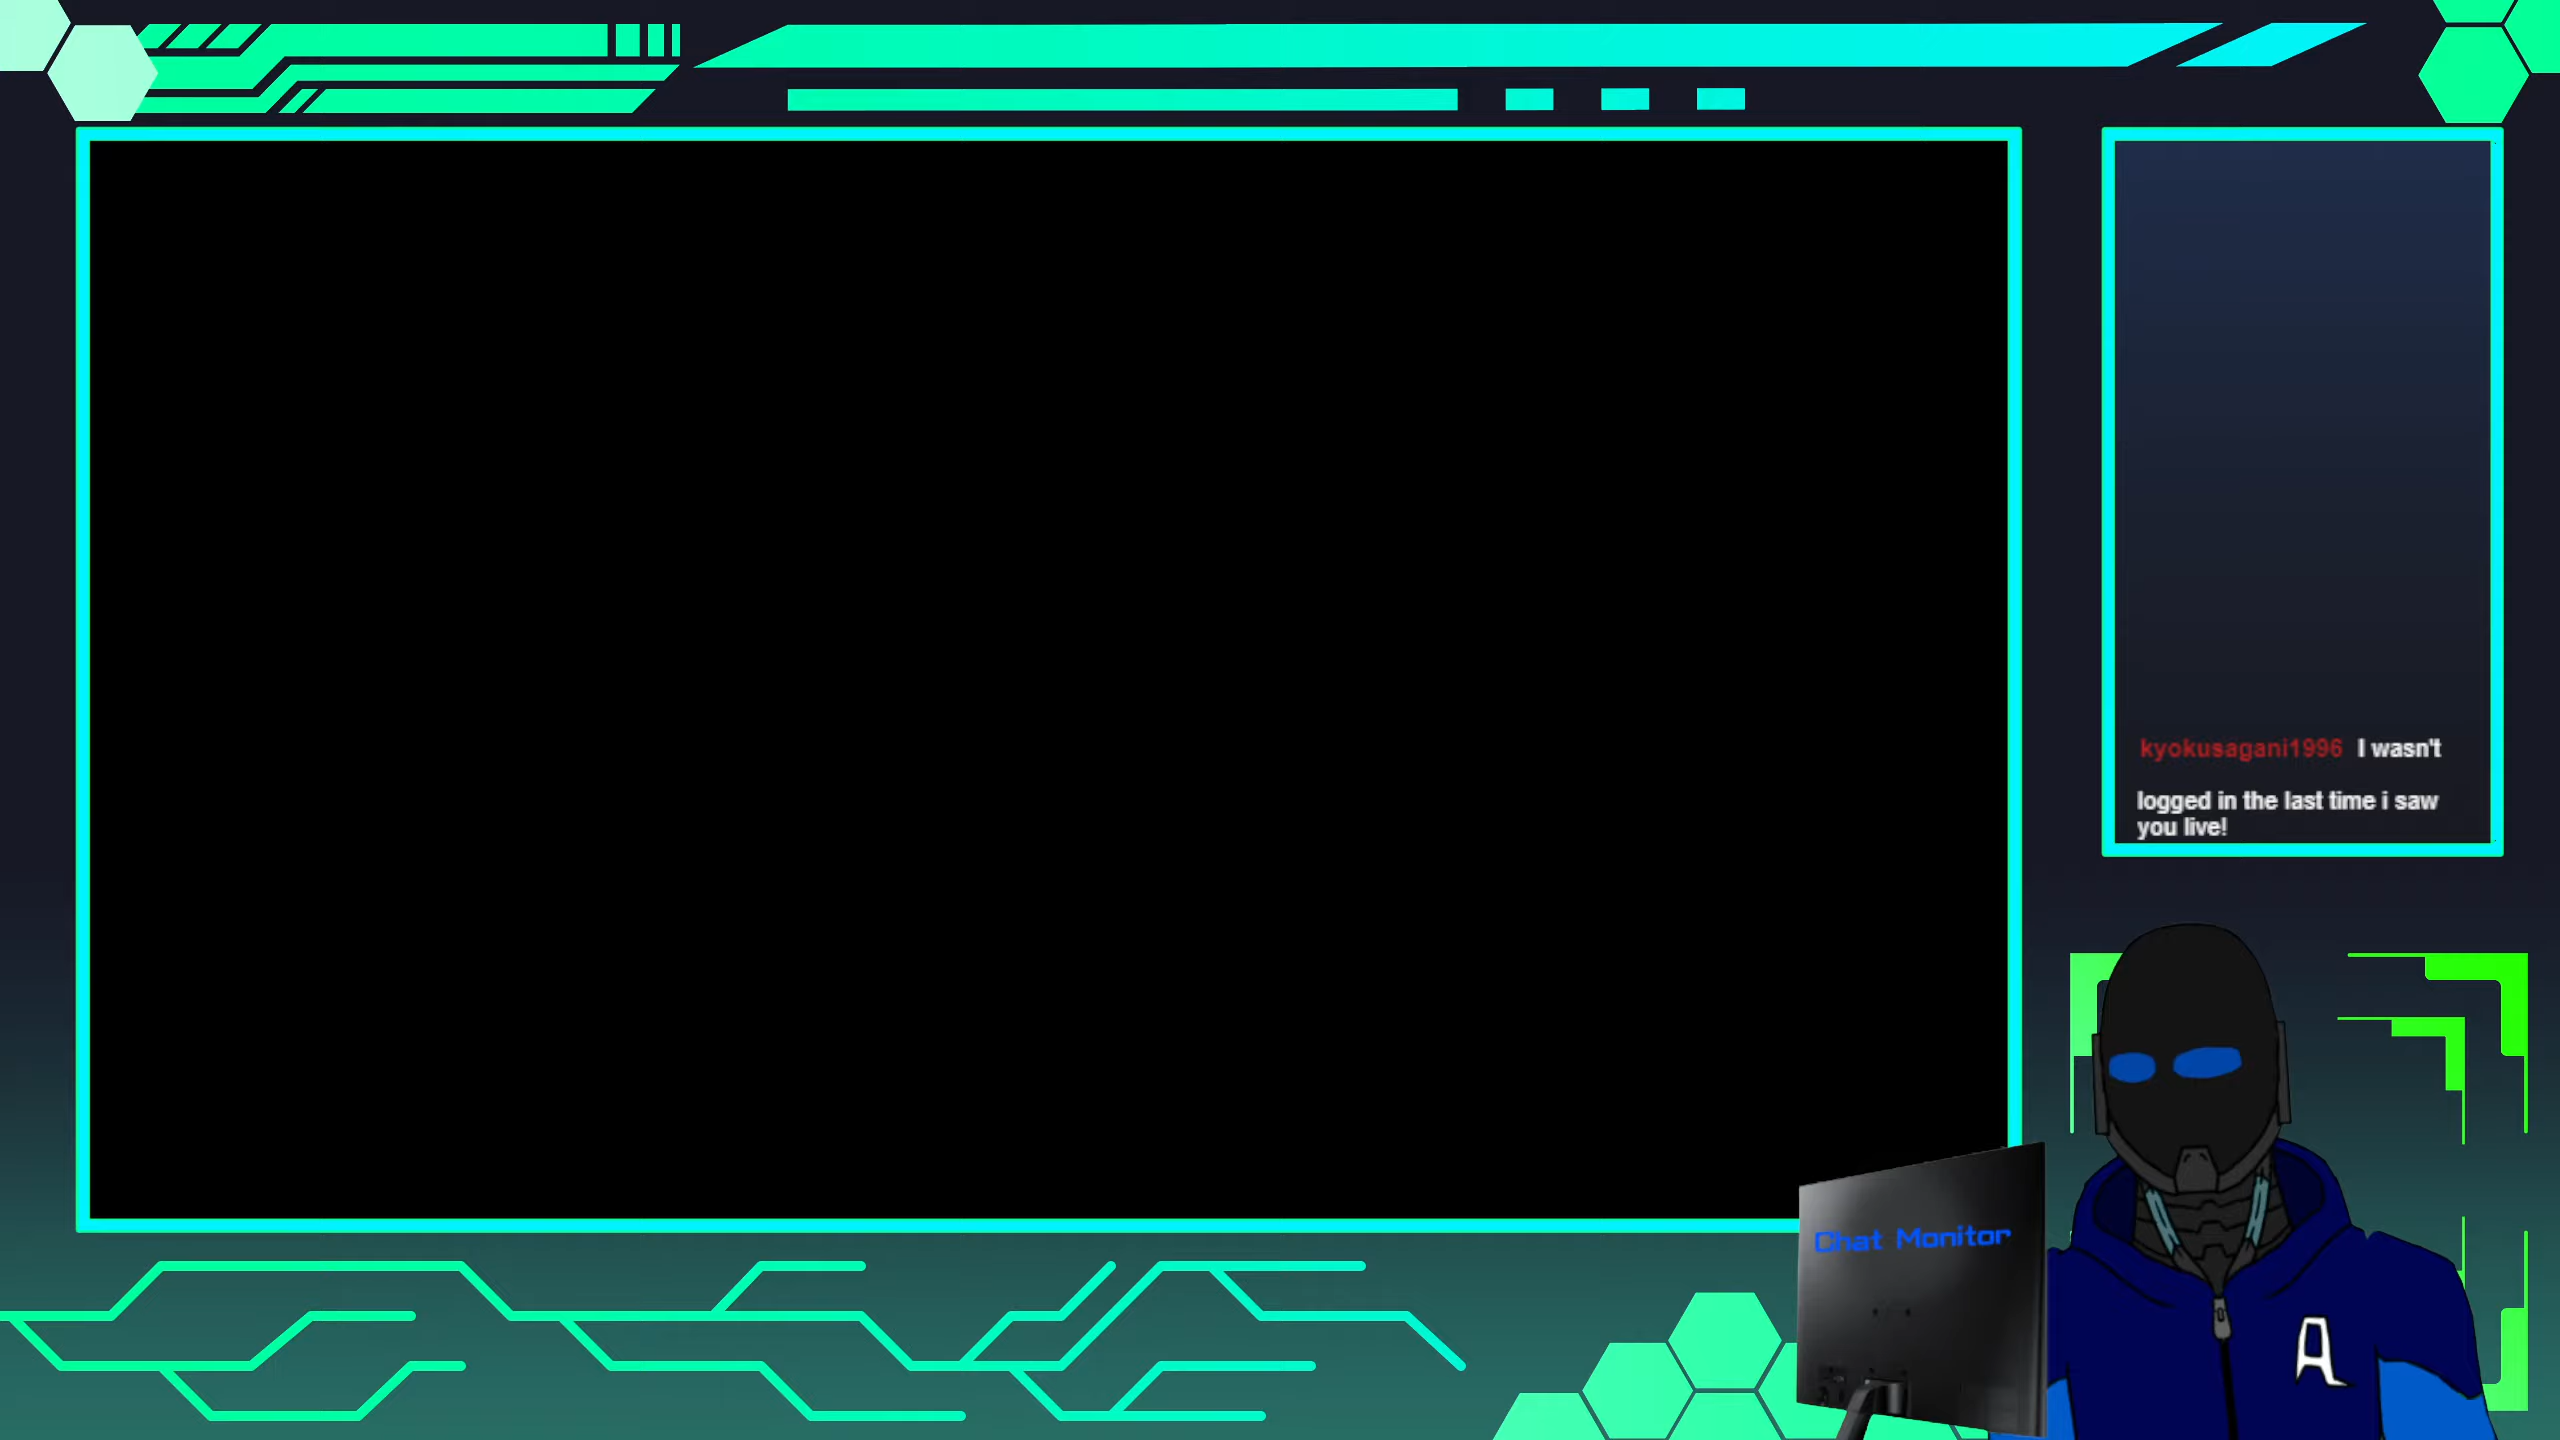 kyokusagani1996 I wasn't
logged in the last time i saw
you live!
Chat Monitor
A